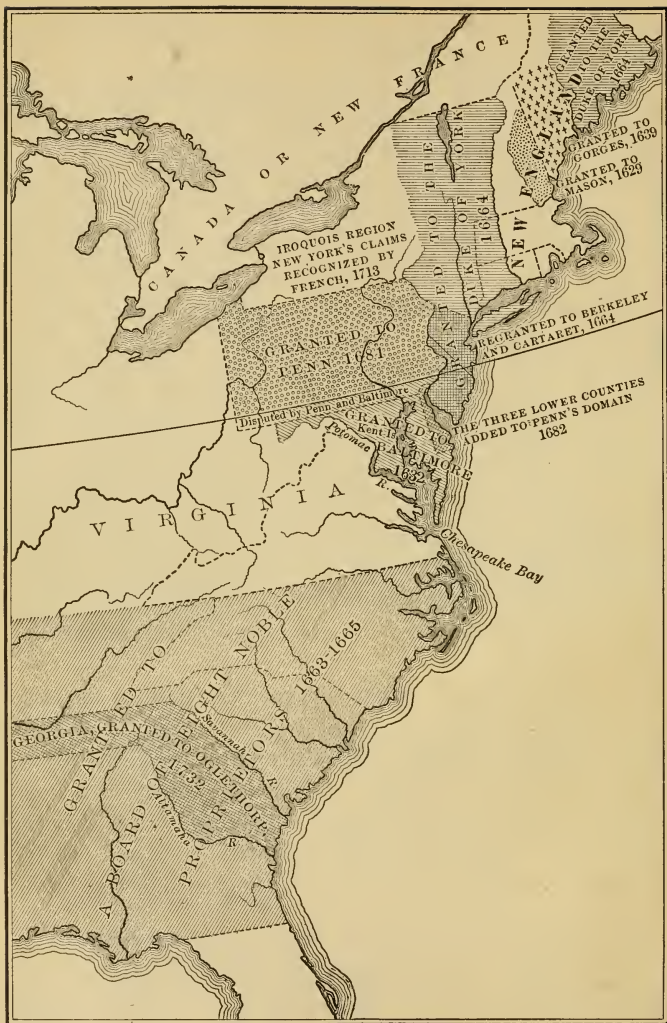 CANADA OR NEW FRANCE
GRANTED
TO THE
DUKE OF YORK
1664
NEW ENGLAND
GRANTED TO
GORGES, 1639
GRANTED TO
MASON, 1629
GRANTED TO THE
DUKE OF YORK
1664
IROQUOIS REGION
NEW YORK'S CLAIMS
RECOGNIZED BY
FRENCH, 1713
GRANTED TO
PENN 1681
REGRANTED TO BERKELEY
AND CARTARET, 1664
Disputed by Penn and Baltimore
THE THREE LOWER COUNTIES
ADDED TO PENN'S DOMAIN
1682
GRANTED TO
Kent I.
BALTIMORE
1632
Potomac
R.
VIRGINIA
Chesapeake Bay
GRANTED TO
EIGHT NOBLE
PROPRIETORS
1663-1665
GEORGIA, GRANTED TO OGLETHORP,
1732
A BOARD OF
Savannah
R
Altamaha
R